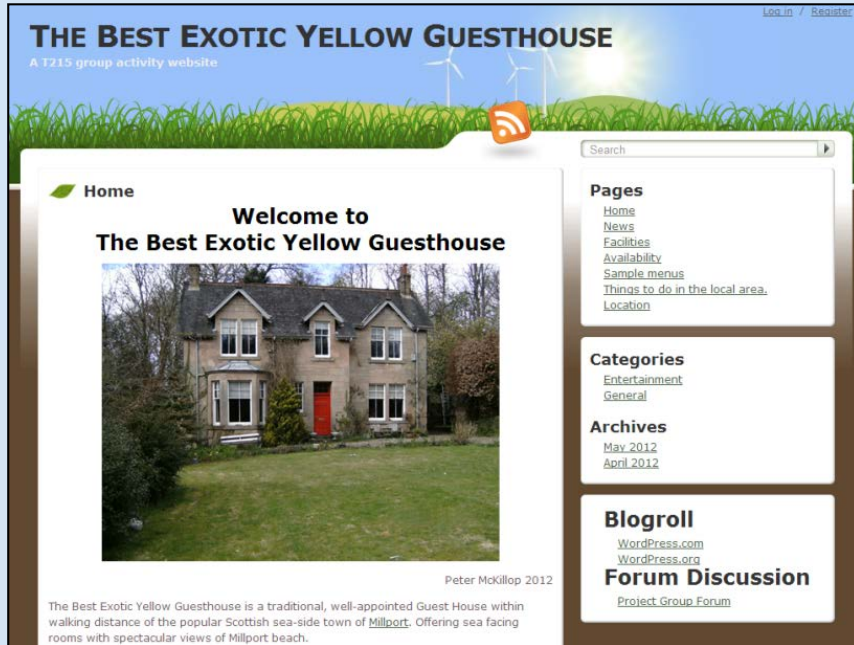 Log in / Register
THE BEST EXOTIC YELLOW GUESTHOUSE
A T215 group activity website
Search
Home
Welcome to
The Best Exotic Yellow Guesthouse
Peter McKillop 2012
The Best Exotic Yellow Guesthouse is a traditional, well-appointed Guest House within
walking distance of the popular Scottish sea-side town of Millport. Offering sea facing
rooms with spectacular views of Millport beach.
Pages
Home
News
Facilities
Availability
Sample menus
Things to do in the local area.
Location
Categories
Entertainment
General
Archives
May 2012
April 2012
Blogroll
WordPress.com
WordPress.org
Forum Discussion
Project Group Forum